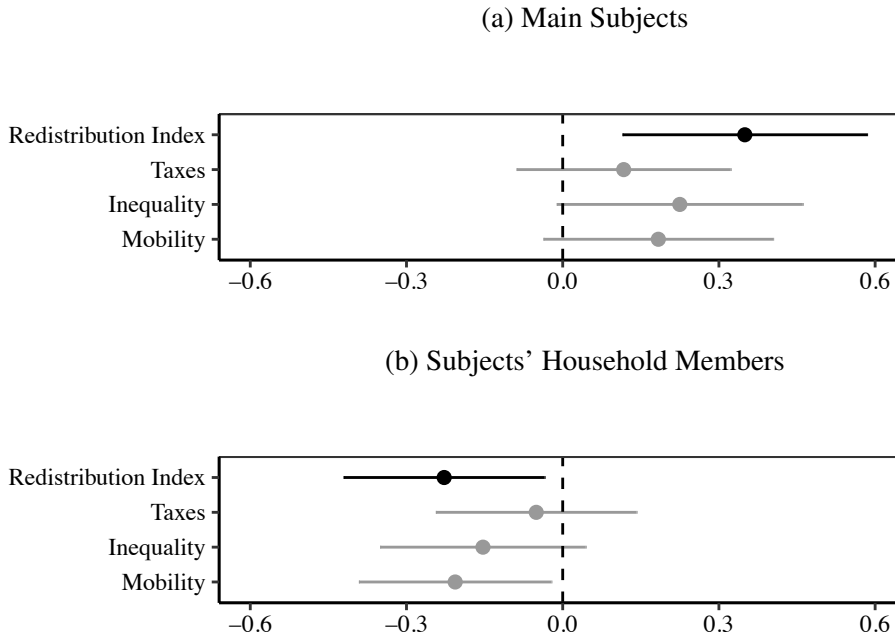 (a) Main Subjects
Redistribution Index
Taxes
Inequality
Mobility
–0.6 –0.3 0.0 0.3 0.6
(b) Subjects’ Household Members
Redistribution Index
Taxes
Inequality
Mobility
–0.6 –0.3 0.0 0.3 0.6